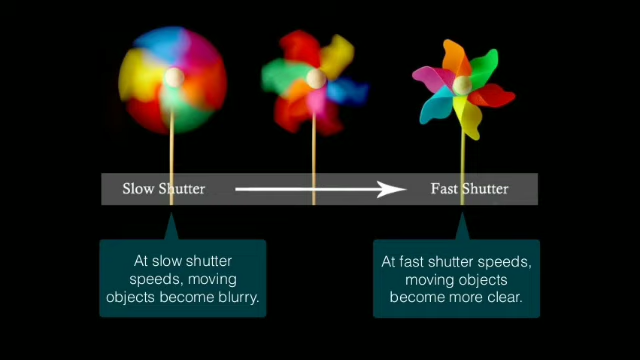 Slow Shutter
Fast Shutter
At slow shutter
speeds, moving
objects become blurry.
At fast shutter speeds,
moving objects
become more clear.